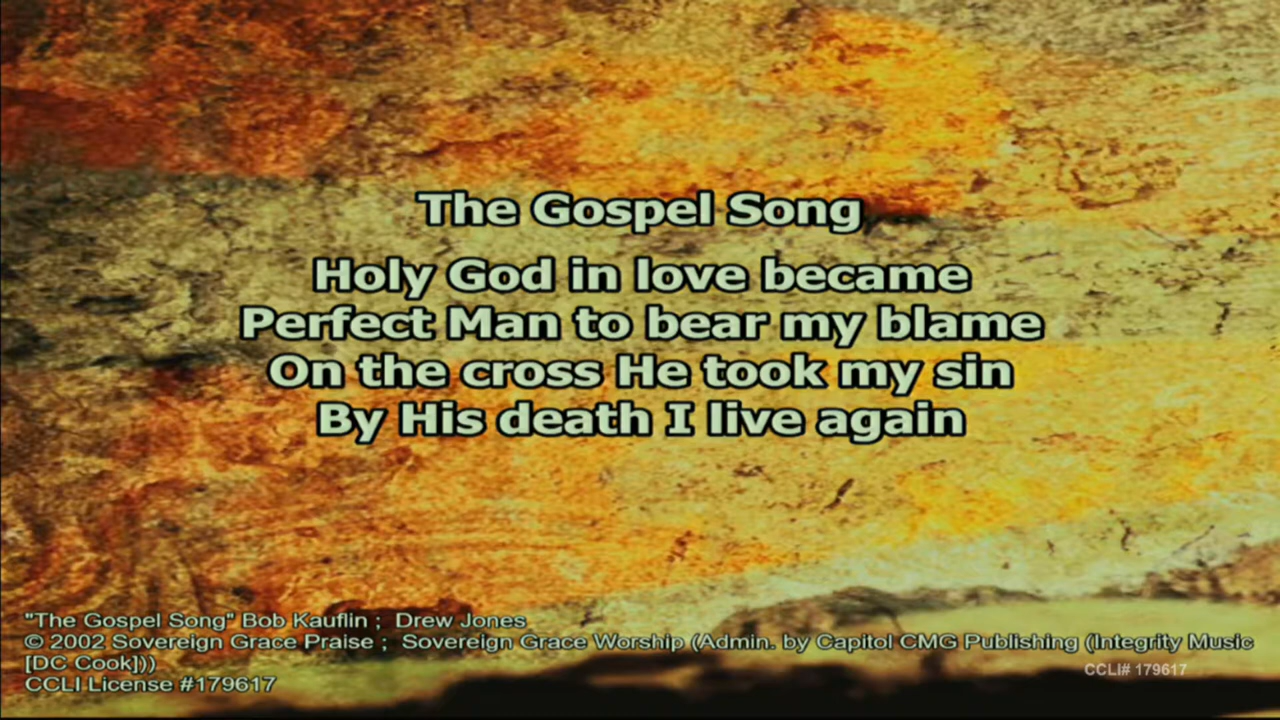 The Gospel Song
Holy God in love became
Perfect Man to bear my blame
On the cross He took my sin
By His death I live again
"The Gospel Song" Bob Kauflin ; Drew Jones
© 2002 Sovereign Grace Praise ; Sovereign Grace Worship (Admin. by Capitol CMG Publishing (Integrity Music
[DC Cook]))
CCLI# 179617
CCLI License #179617